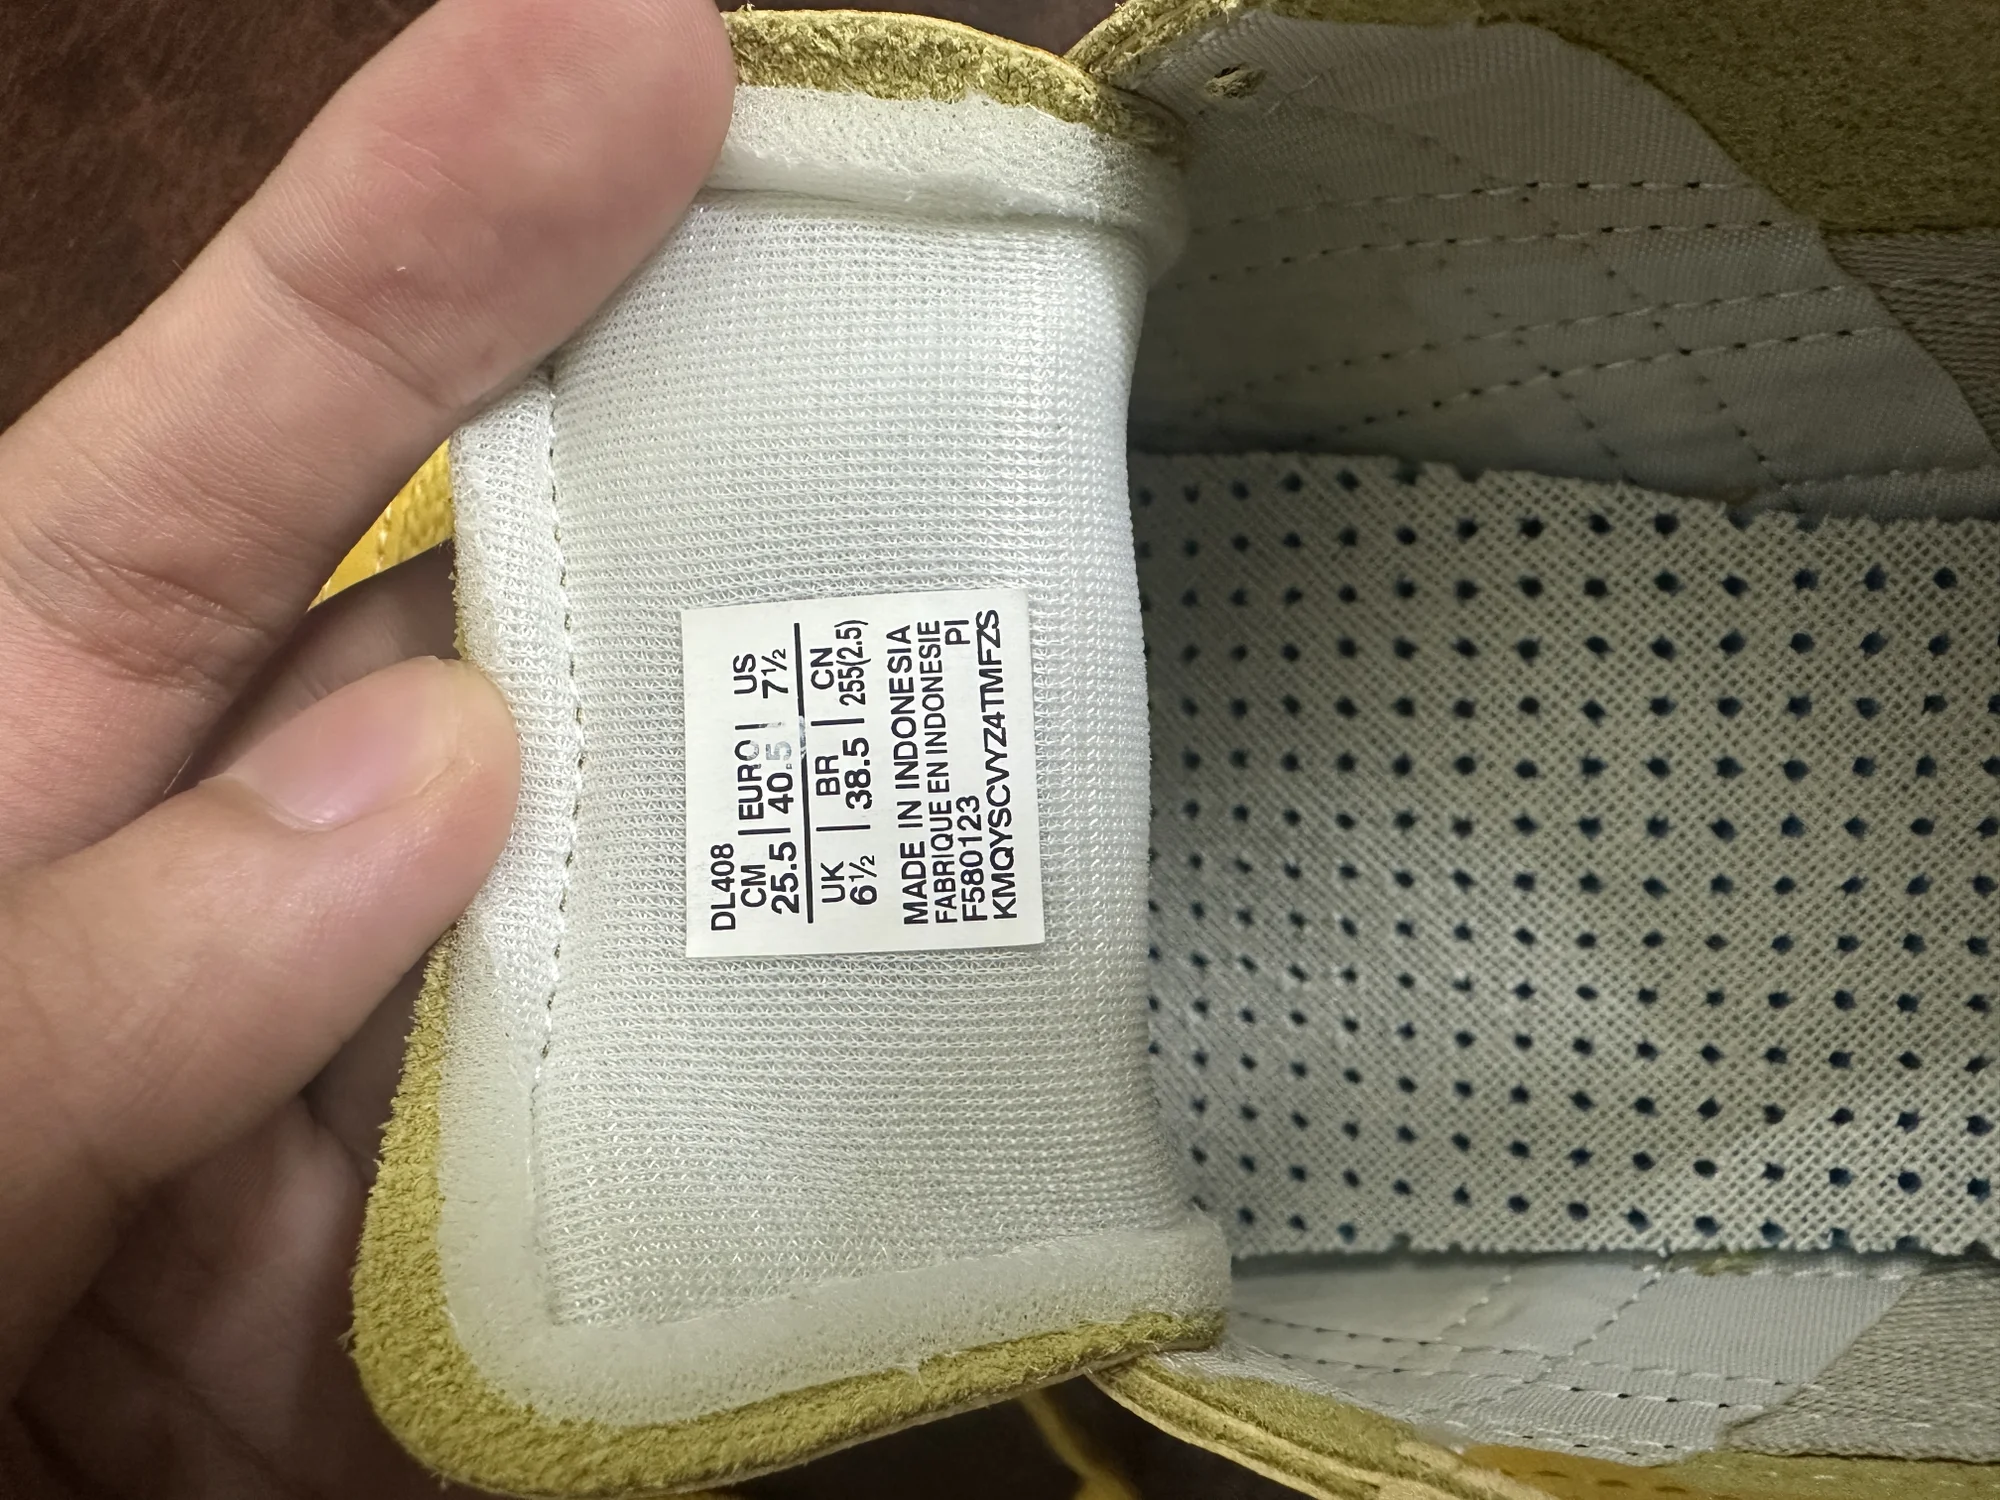 DL408
CM | EURO | US
25.5 | 40.5 | 7½
UK | BR | CN
6½ | 38.5 | 255(2.5)
MADE IN INDONESIA
FABRIQUE EN INDONESIE
F580123 PI
KMQYSCVYZ4TMFZS